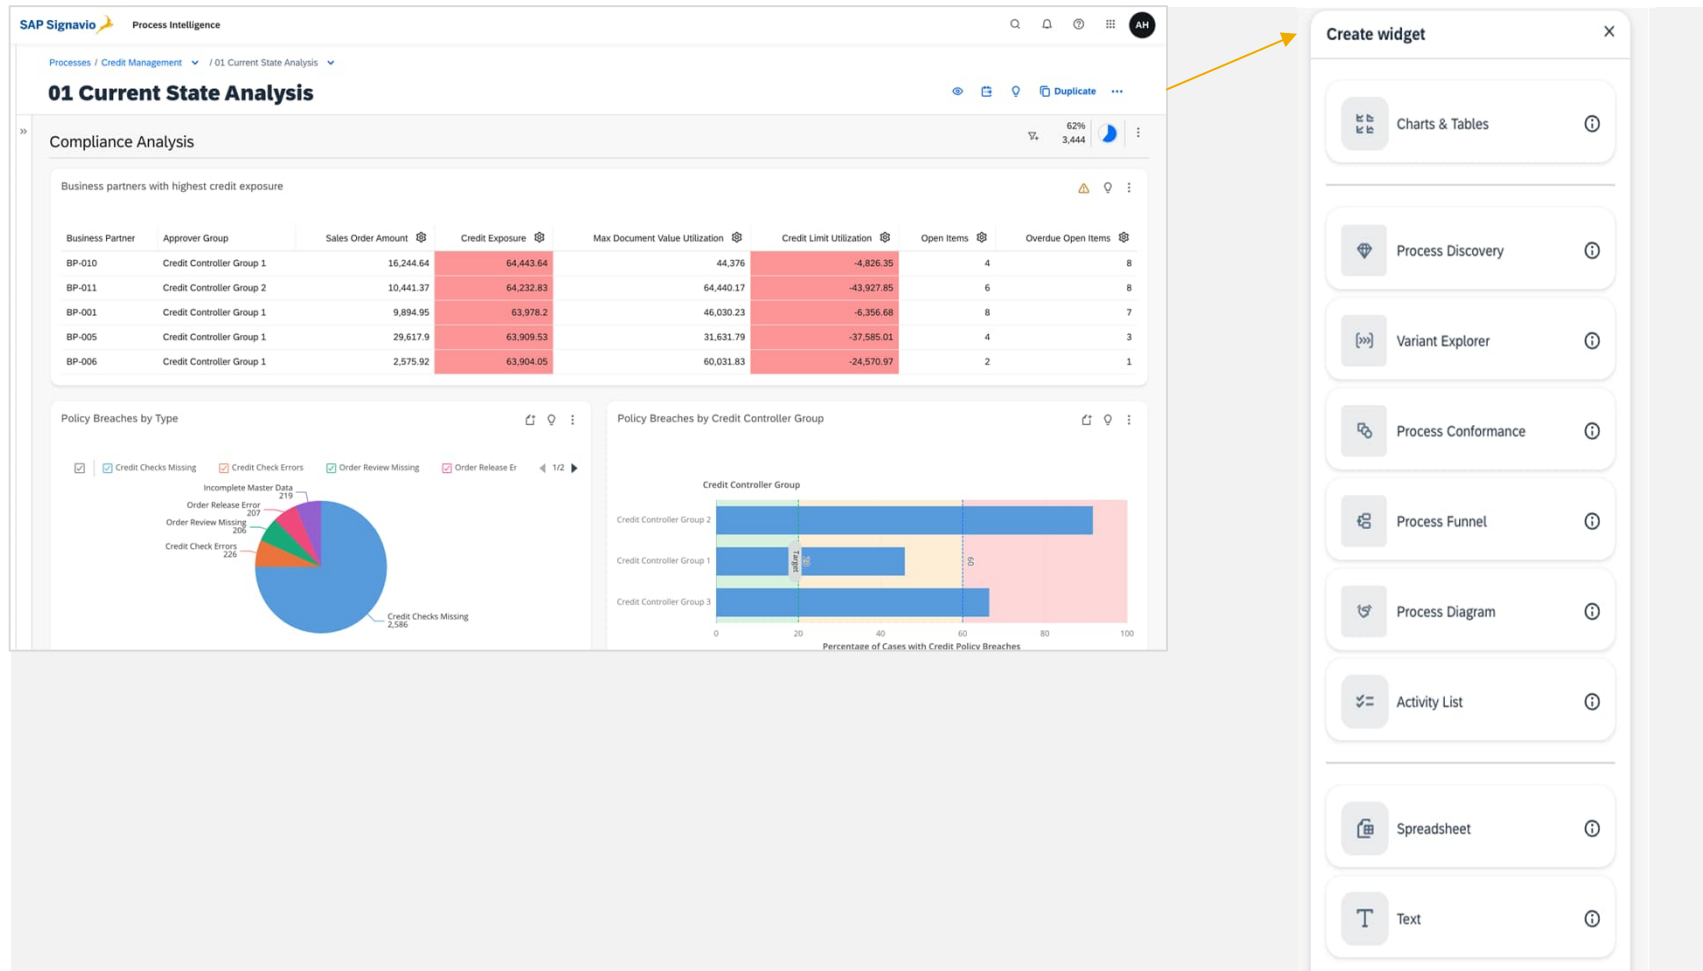 SAP Signavio
Process Intelligence
AH
Processes / Credit Management / 01 Current State Analysis
01 Current State Analysis
Duplicate
Compliance Analysis
62%
3,444
Business partners with highest credit exposure
Business Partner Approver Group Sales Order Amount Credit Exposure Max Document Value Utilization Credit Limit Utilization Open Items Overdue Open Items
BP-010 Credit Controller Group 1 16,244.64 64,443.64 44,376 -4,826.35 4 8
BP-011 Credit Controller Group 2 10,441.37 64,232.83 64,440.17 -43,927.85 6 8
BP-001 Credit Controller Group 1 9,894.95 63,978.2 46,030.23 -6,356.68 8 7
BP-005 Credit Controller Group 1 29,617.9 63,909.53 31,631.79 -37,585.01 4 3
BP-006 Credit Controller Group 1 2,575.92 63,904.05 60,031.83 -24,570.97 2 1
Policy Breaches by Type
Credit Checks Missing Credit Check Errors Order Review Missing Order Release Er 1/2
Incomplete Master Data
219
Order Release Error
207
Order Review Missing
206
Credit Check Errors
226
Credit Checks Missing
2,586
Policy Breaches by Credit Controller Group
Credit Controller Group
Credit Controller Group 2
Credit Controller Group 1
Target
60
Credit Controller Group 3
0 20 40 60 80 100
Percentage of Cases with Credit Policy Breaches
Create widget
Charts & Tables
Process Discovery
Variant Explorer
Process Conformance
Process Funnel
Process Diagram
Activity List
Spreadsheet
Text